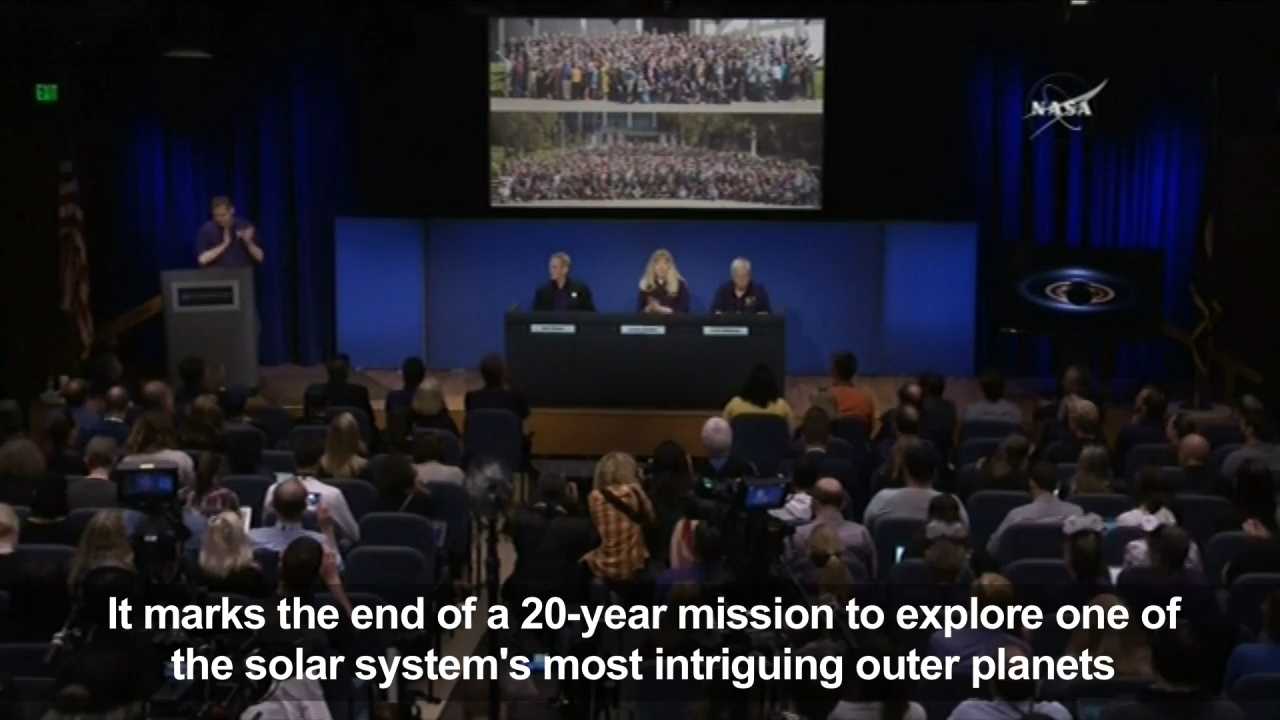 EXIT
NASA
It marks the end of a 20-year mission to explore one of
the solar system's most intriguing outer planets